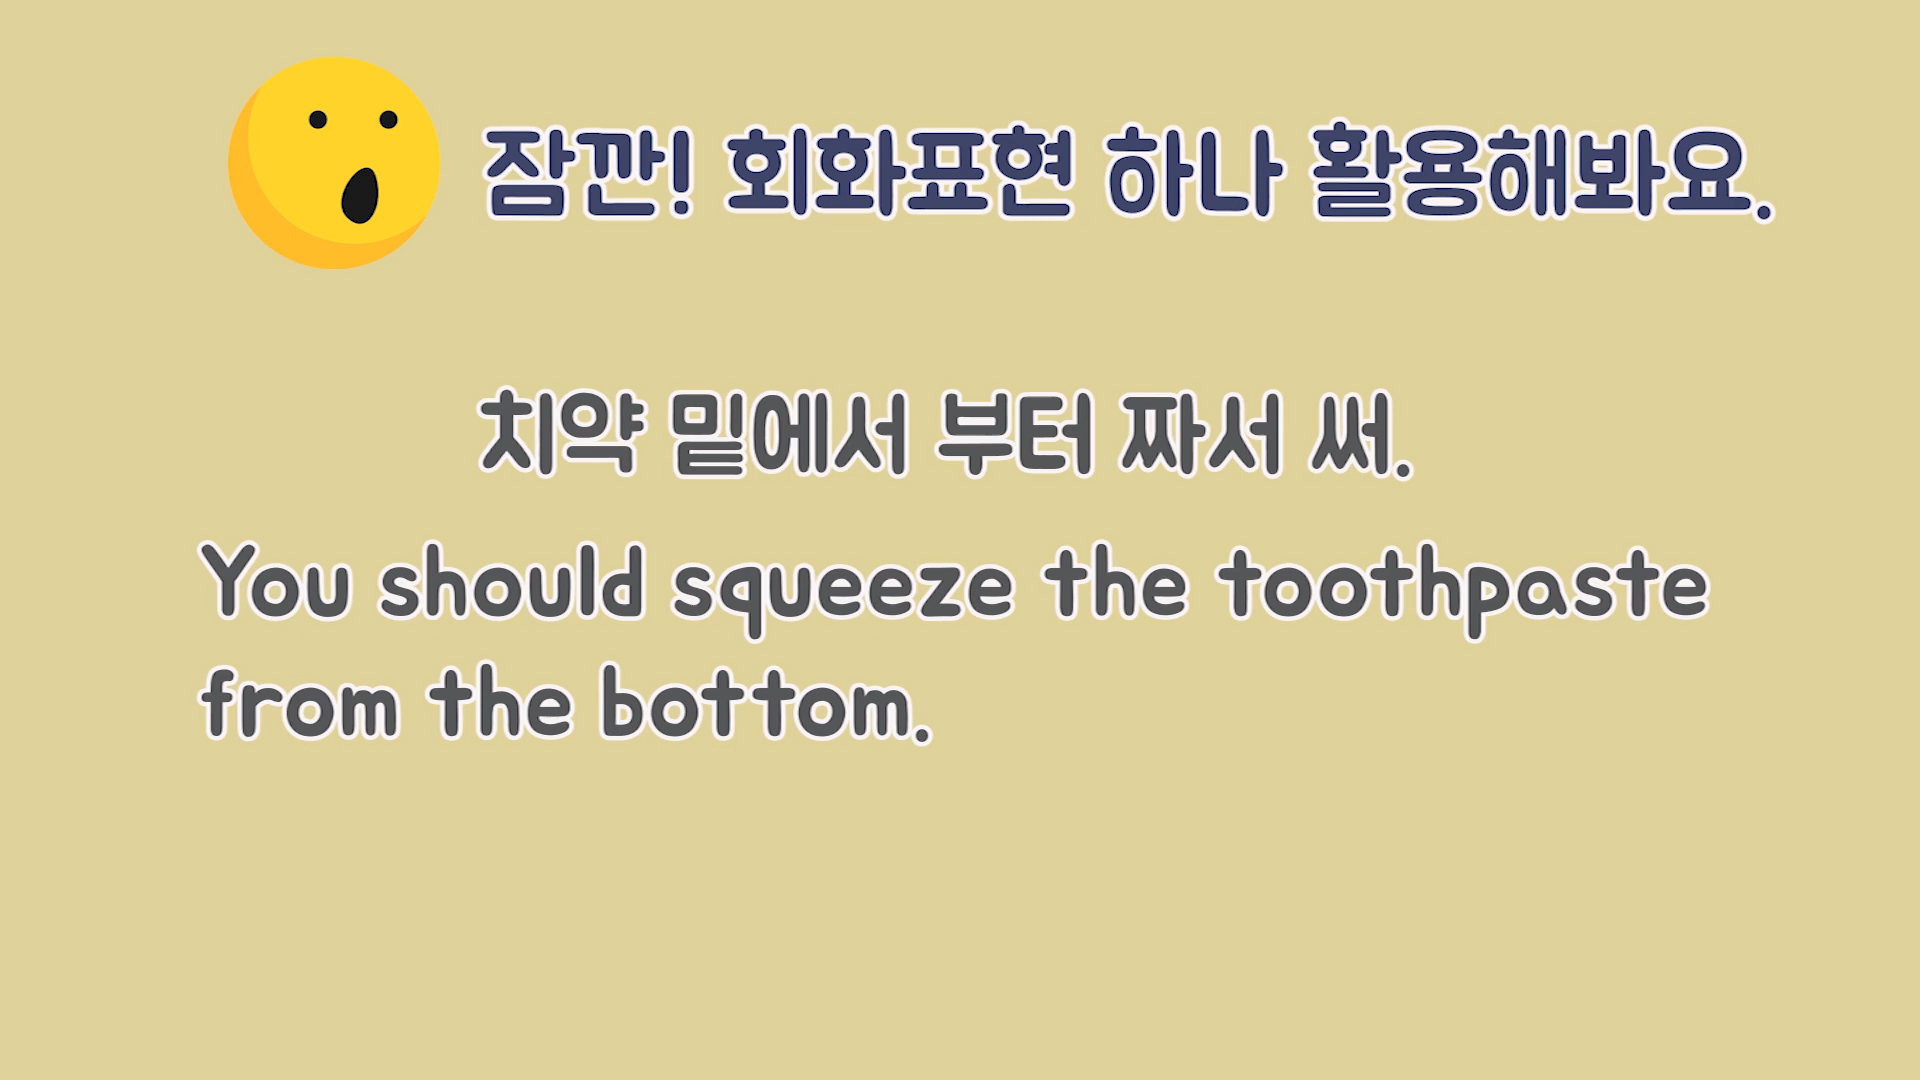 잠깐! 회화표현 하나 활용해봐요.
치약 밑에서 부터 짜서 써.
You should squeeze the toothpaste
from the bottom.